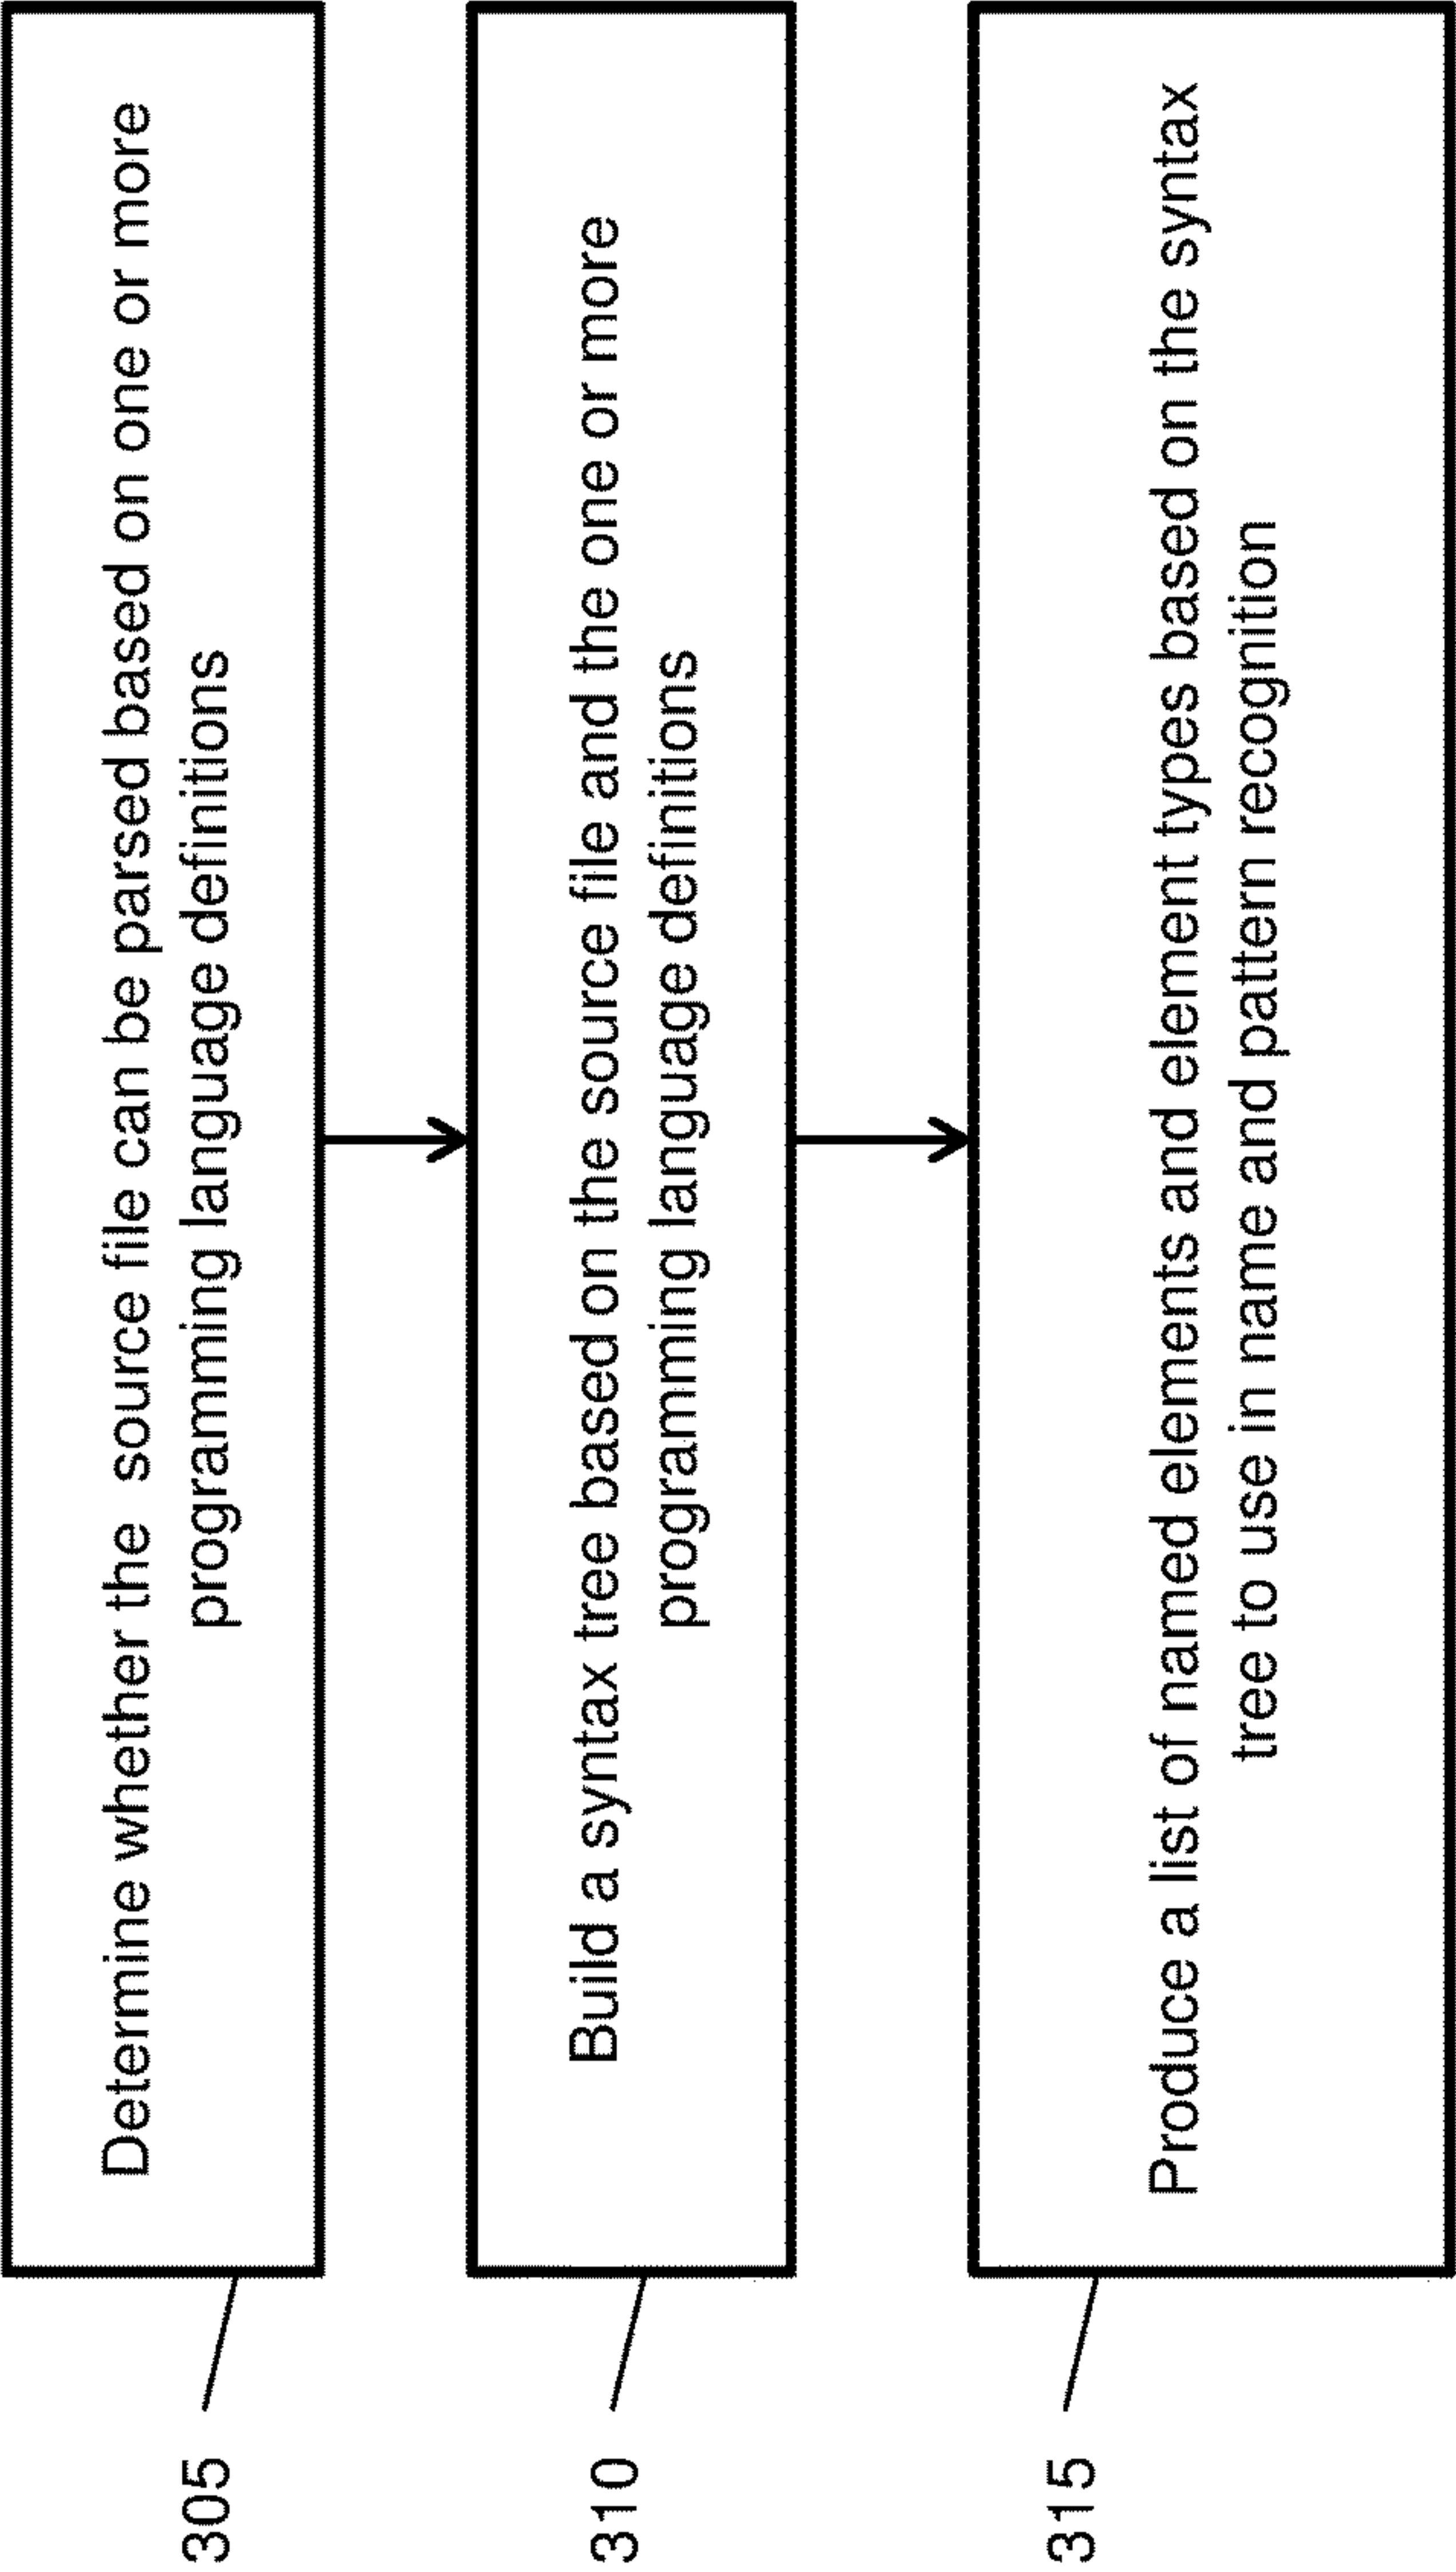 305
Determine whether the source file can be parsed based on one or more
programming language definitions
310
Build a syntax tree based on the source file and the one or more
programming language definitions
315
Produce a list of named elements and element types based on the syntax
tree to use in name and pattern recognition